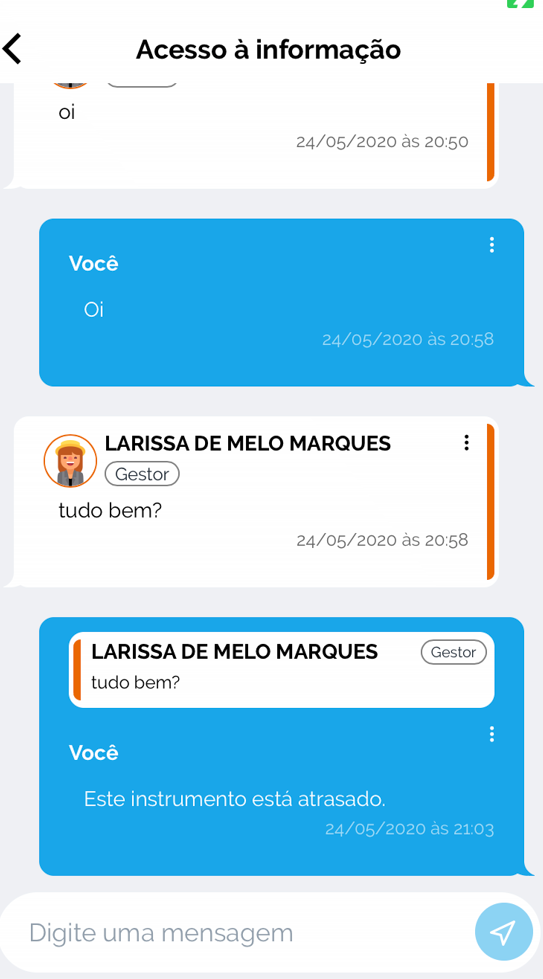 Acesso à informação
oi
24/05/2020 às 20:50
Você
Oi
24/05/2020 às 20:58
LARISSA DE MELO MARQUES
Gestor
tudo bem?
24/05/2020 às 20:58
LARISSA DE MELO MARQUES Gestor
tudo bem?
Você
Este instrumento está atrasado.
24/05/2020 às 21:03
Digite uma mensagem